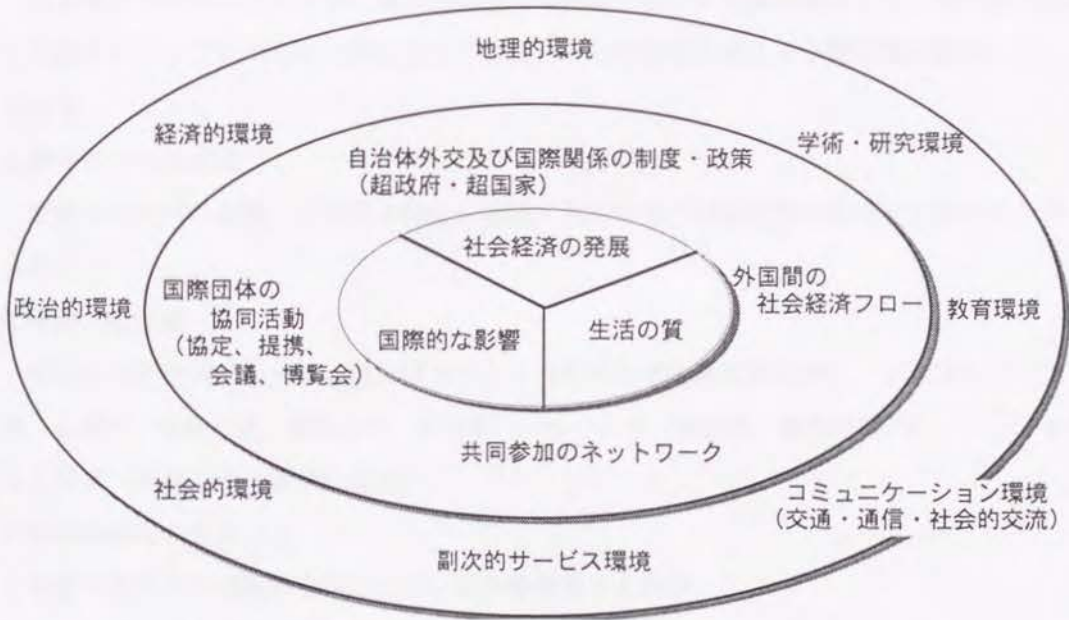 地理的環境
経済的環境
学術・研究環境
自治体外交及び国際関係の制度・政策
（超政府・超国家）
社会経済の発展
国際団体の
協同活動
（協定、提携、
会議、博覧会）
外国間の
社会経済フロー
政治的環境
教育環境
国際的な影響
生活の質
共同参加のネットワーク
社会的環境
コミュニケーション環境
（交通・通信・社会的交流）
副次的サービス環境